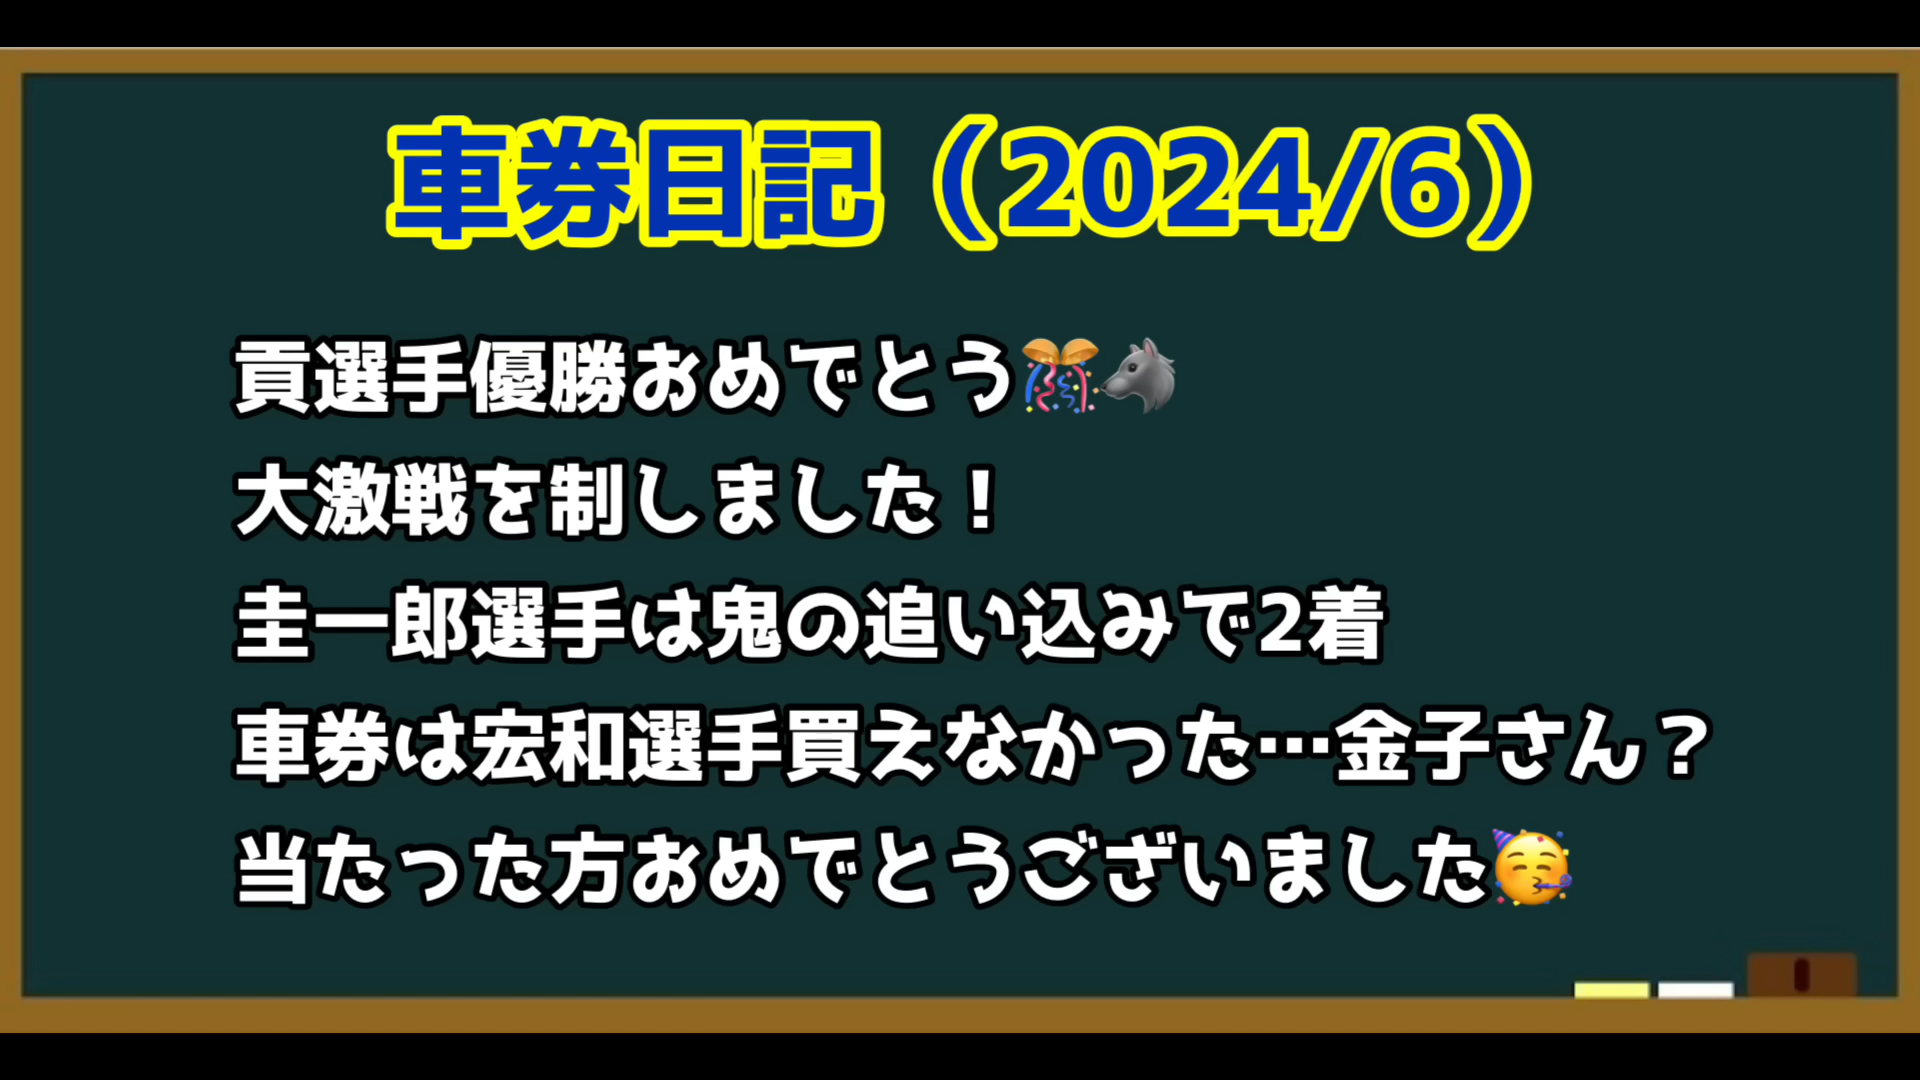 車券日記（2024/6）
貢選手優勝おめでとう🎊🐺
大激戦を制しました！
圭一郎選手は鬼の追い込みで2着
車券は宏和選手買えなかった…金子さん？
当たった方おめでとうございました🥳